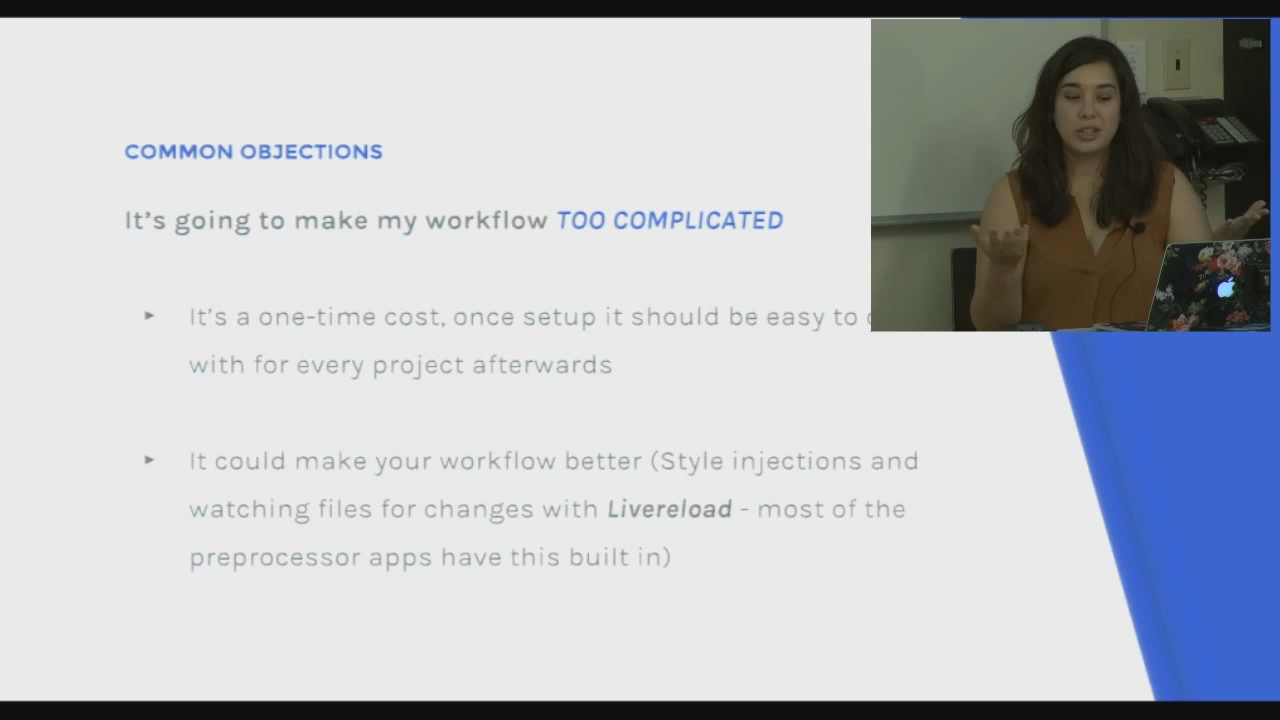 COMMON OBJECTIONS
It's going to make my workflow TOO COMPLICATED
‣ It's a one-time cost, once setup it should be easy to
with for every project afterwards
‣ It could make your workflow better (Style injections and
watching files for changes with Livereload - most of the
preprocessor apps have this built in)